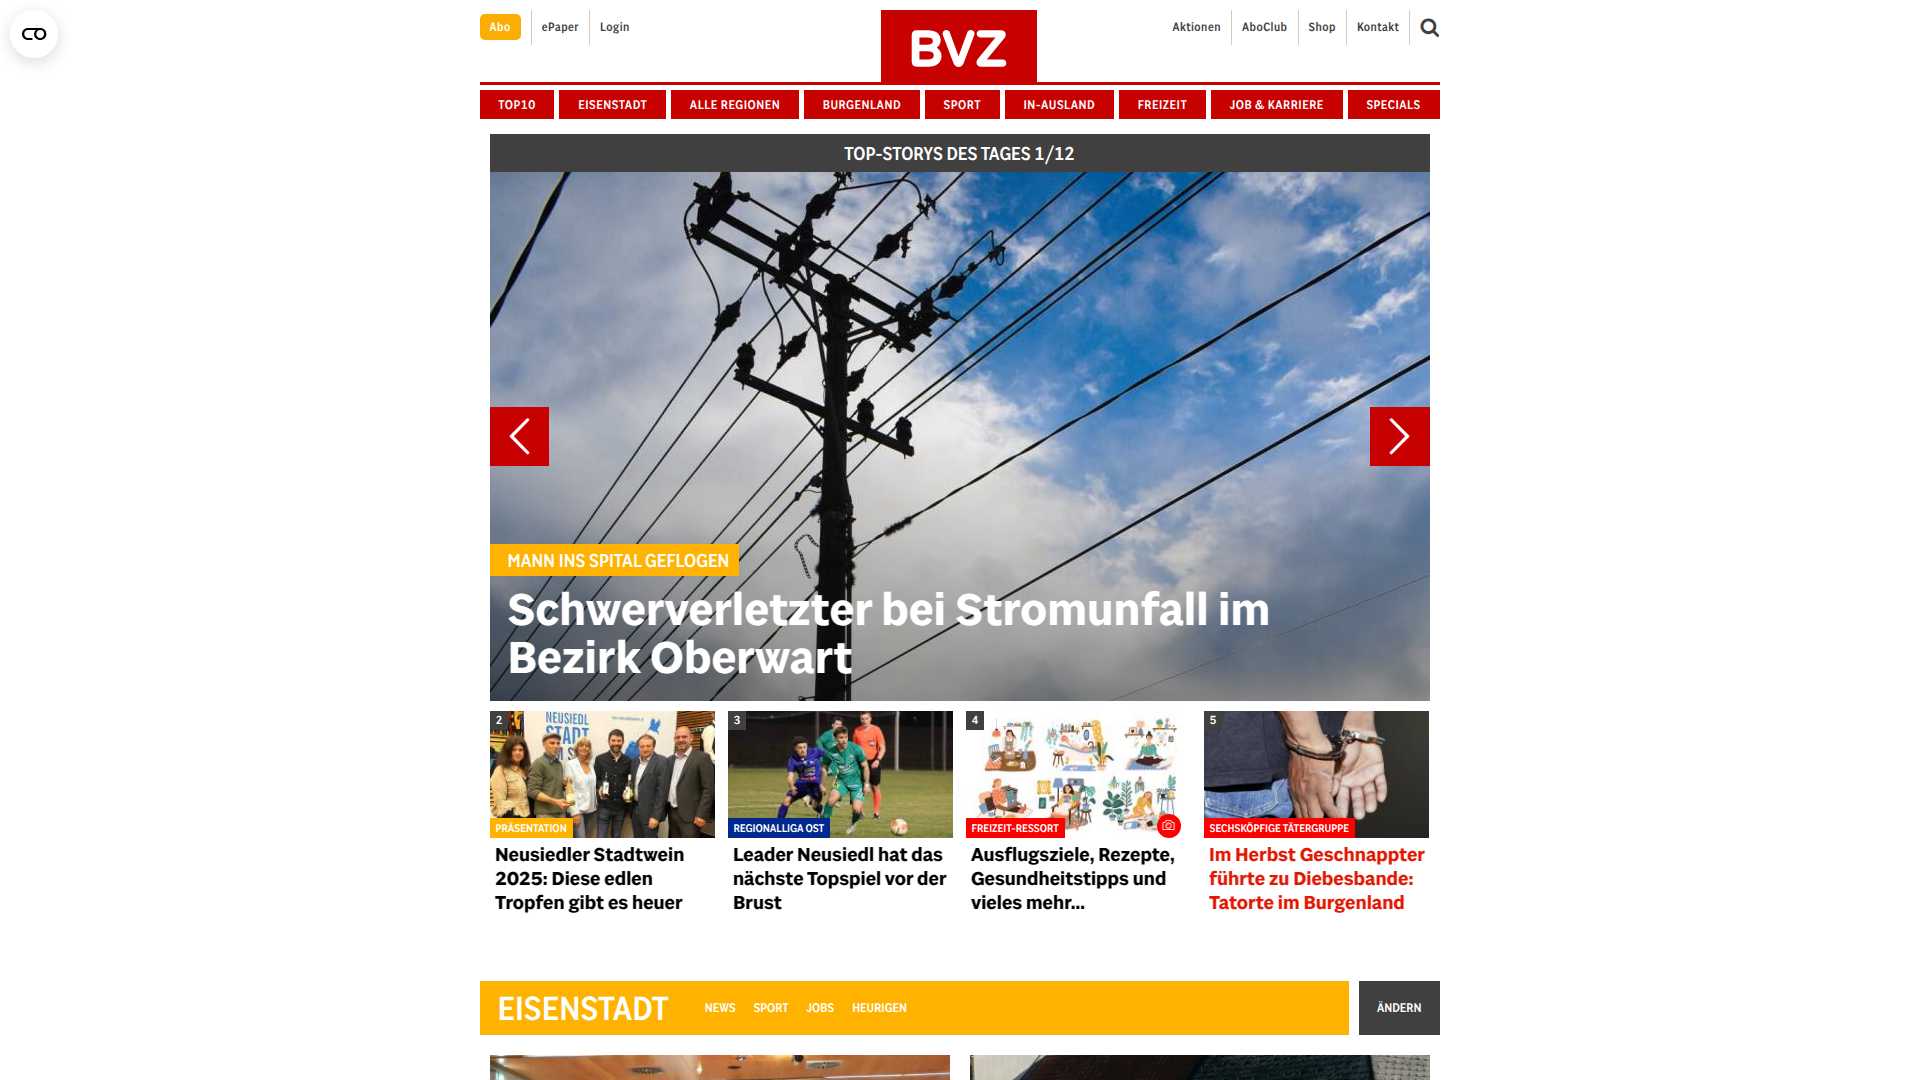 Abo
ePaper
Login
BVZ
Aktionen
AboClub
Shop
Kontakt
TOP10
EISENSTADT
ALLE REGIONEN
BURGENLAND
SPORT
IN-AUSLAND
FREIZEIT
JOB & KARRIERE
SPECIALS
TOP-STORYS DES TAGES 1/12
MANN INS SPITAL GEFLOGEN
Schwerverletzter bei Stromunfall im
Bezirk Oberwart
2
NEUSIEDL
STADT
PRÄSENTATION
Neusiedler Stadtwein
2025: Diese edlen
Tropfen gibt es heuer
3
REGIONALLIGA OST
Leader Neusiedl hat das
nächste Topspiel vor der
Brust
4
FREIZEIT-RESSORT
Ausflugsziele, Rezepte,
Gesundheitstipps und
vieles mehr...
5
SECHSKÖPFIGE TÄTERGRUPPE
Im Herbst Geschnappter
führte zu Diebesbande:
Tatorte im Burgenland
EISENSTADT
NEWS
SPORT
JOBS
HEURIGEN
ÄNDERN